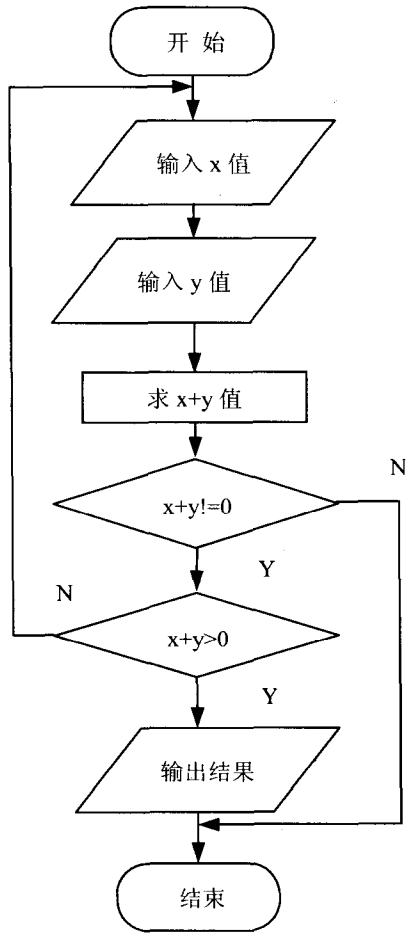 开 始
输入 x 值
输入 y 值
求 x+y 值
x+y!=0
N
Y
x+y>0
N
Y
输出结果
结束